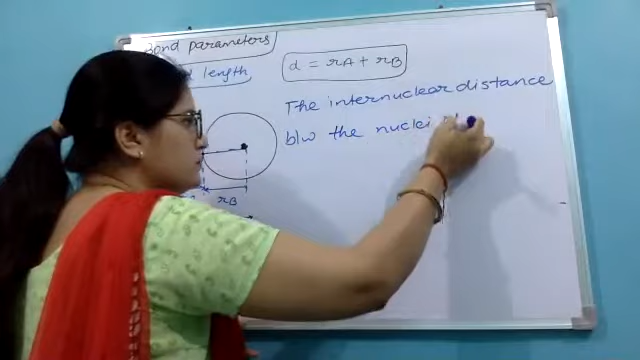 Bond parameters
length
d = rA + rB
The internuclear distance
b/w the nuclei
rB